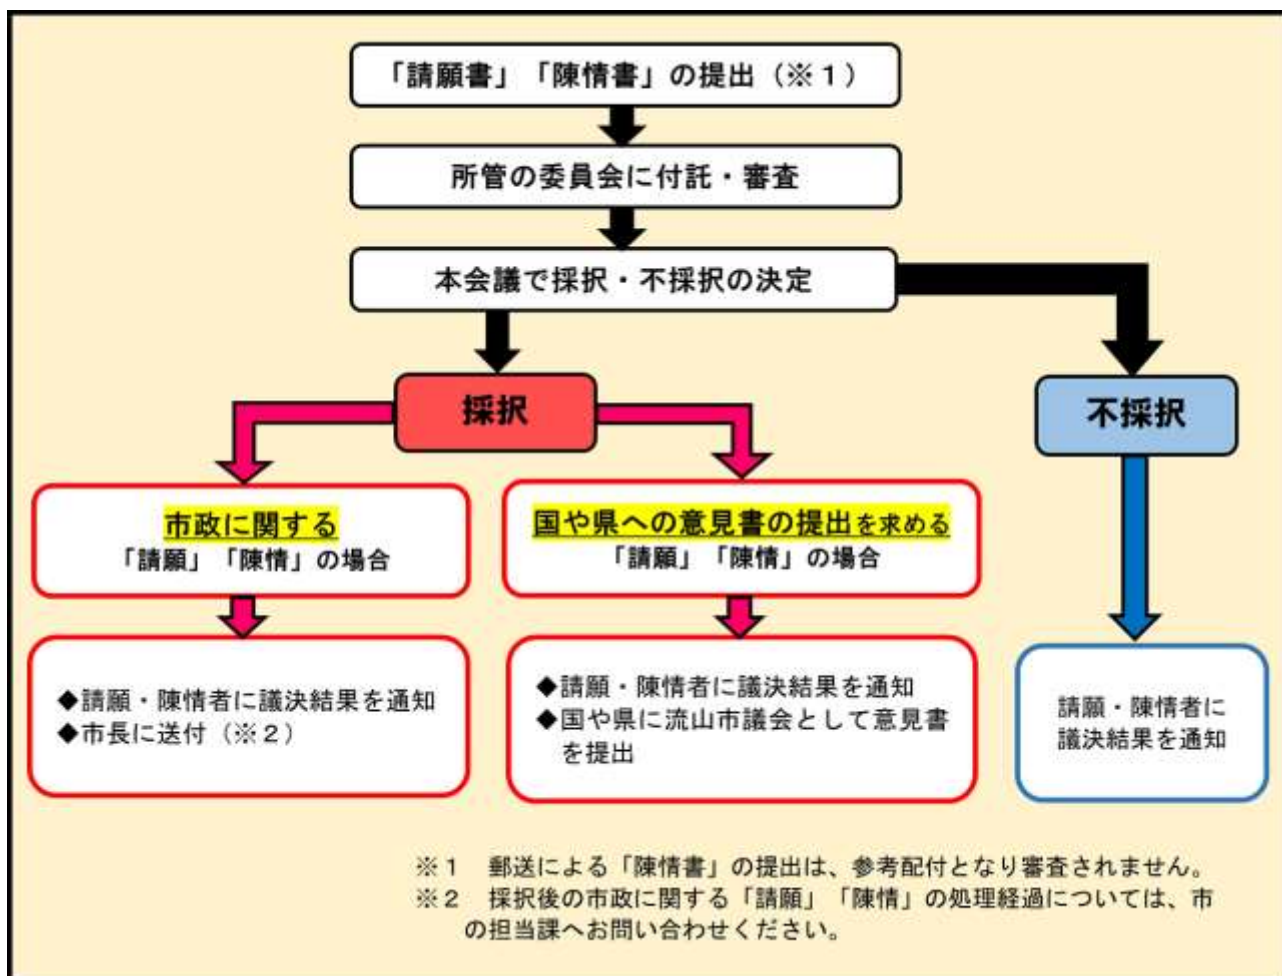 「請願書」「陳情書」の提出（※１）
所管の委員会に付託・審査
本会議で採択・不採択の決定
採択
不採択
市政に関する
「請願」「陳情」の場合
国や県への意見書の提出を求める
「請願」「陳情」の場合
◆請願・陳情者に議決結果を通知
◆市長に送付（※２）
◆請願・陳情者に議決結果を通知
◆国や県に流山市議会として意見書
を提出
請願・陳情者に
議決結果を通知
※１　郵送による「陳情書」の提出は、参考配付となり審査されません。
※２　採択後の市政に関する「請願」「陳情」の処理経過については、市
の担当課へお問い合わせください。